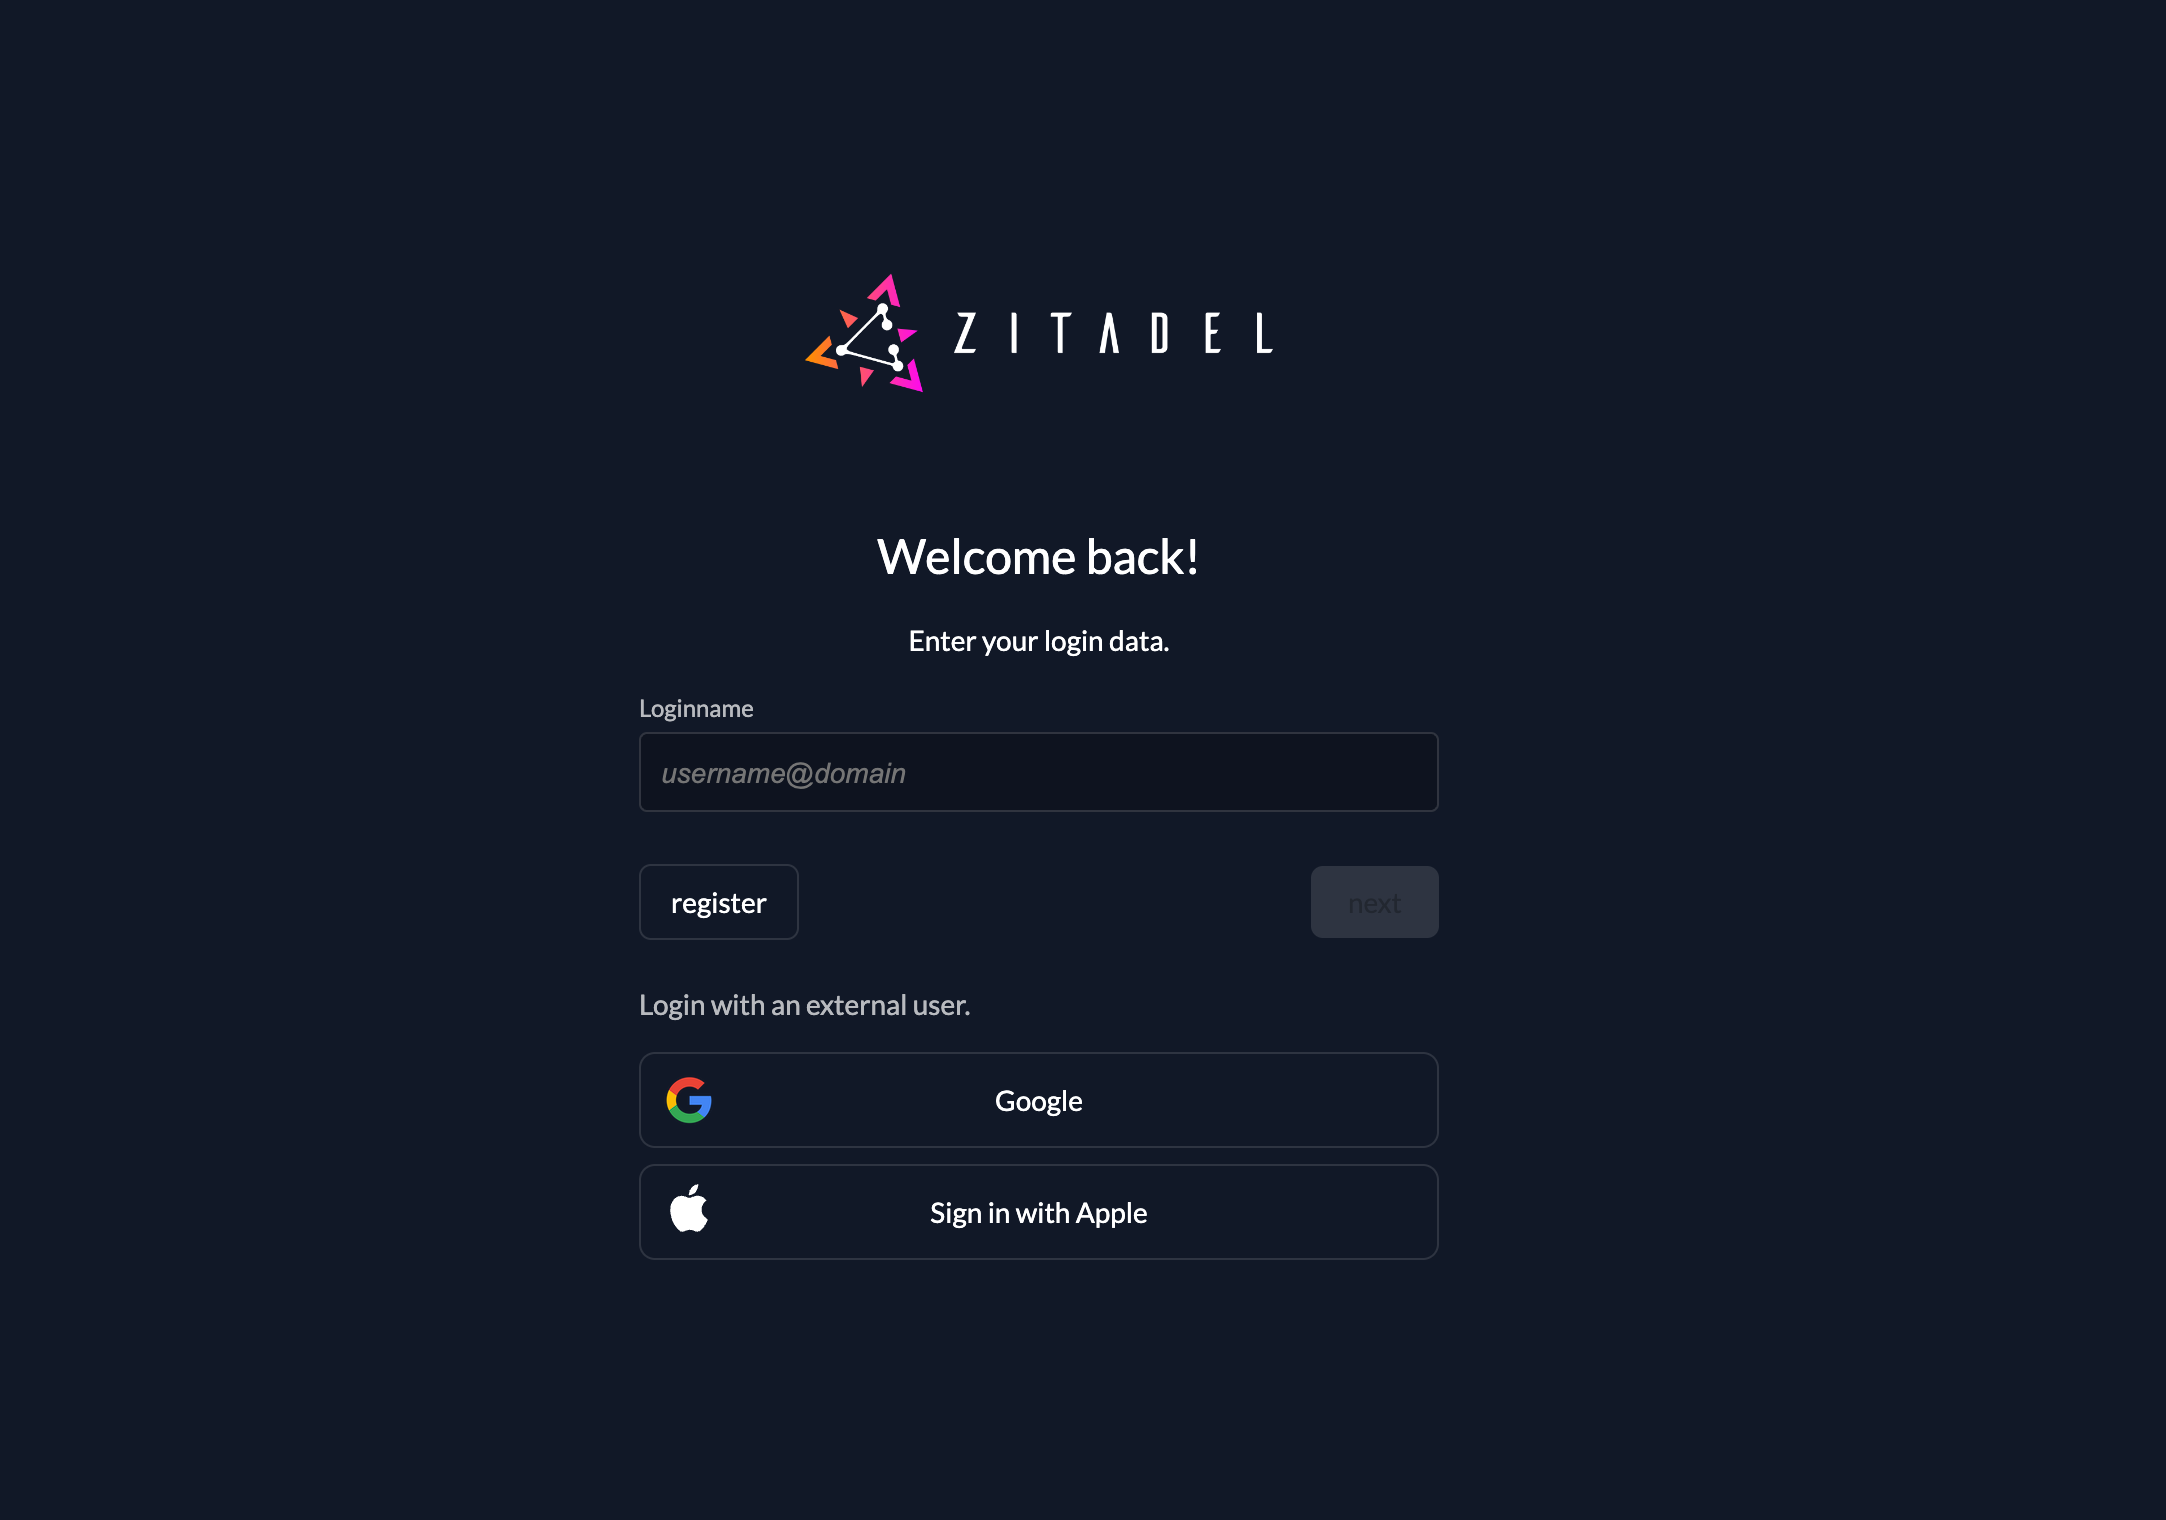 ZITADEL
Welcome back!
Enter your login data.
Loginname
username@domain
register
next
Login with an external user.
Google
Sign in with Apple